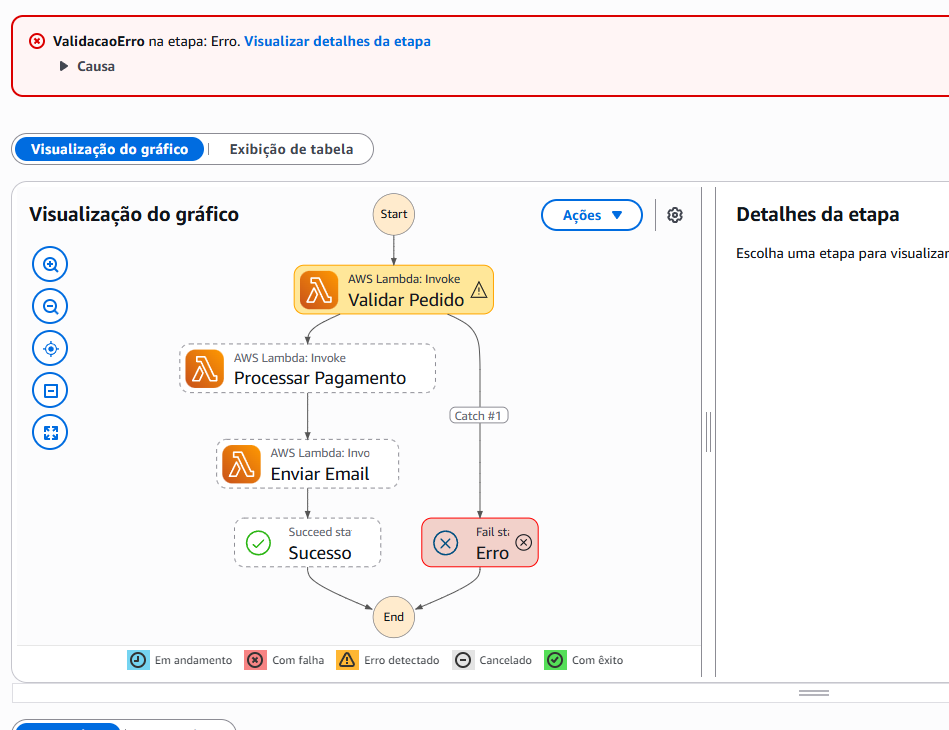 ValidacaoErro na etapa: Erro. Visualizar detalhes da etapa
Causa
Visualização do gráfico
Exibição de tabela
Visualização do gráfico
Start
Ações
Detalhes da etapa
Escolha uma etapa para visualizar
AWS Lambda: Invoke
Validar Pedido
AWS Lambda: Invoke
Processar Pagamento
Catch #1
AWS Lambda: Invo
Enviar Email
Succeed sta
Sucesso
Fail st:
Erro
End
Em andamento
Com falha
Erro detectado
Cancelado
Com êxito